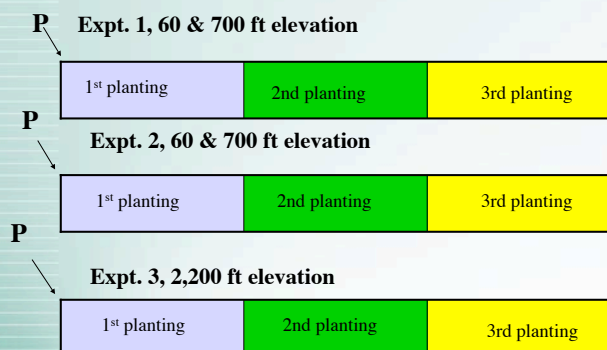 P Expt. 1, 60 & 700 ft elevation
1st planting 2nd planting 3rd planting
P
Expt. 2, 60 & 700 ft elevation
1st planting 2nd planting 3rd planting
P
Expt. 3, 2,200 ft elevation
1st planting 2nd planting 3rd planting